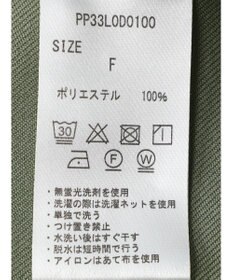 PP33L0D0100
SIZE
F
ポリエステル 100%
30
F W
・無蛍光洗剤を使用
・洗濯の際は洗濯ネットを使用
・単独で洗う
・つけ置き禁止
・水洗い後はすぐ干す
・脱水は短時間で行う
・アイロンはあて布を使用